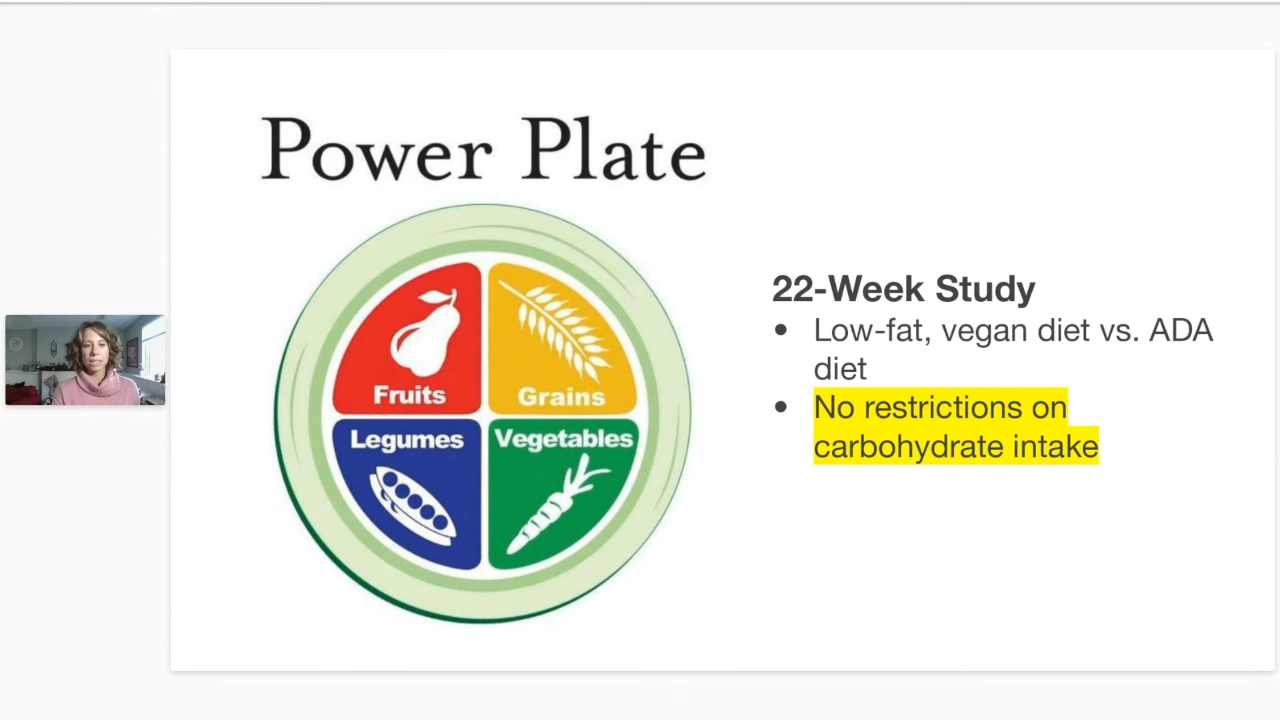 Power Plate
Fruits
Grains
Legumes
Vegetables
22-Week Study
• Low-fat, vegan diet vs. ADA
diet
• No restrictions on
carbohydrate intake